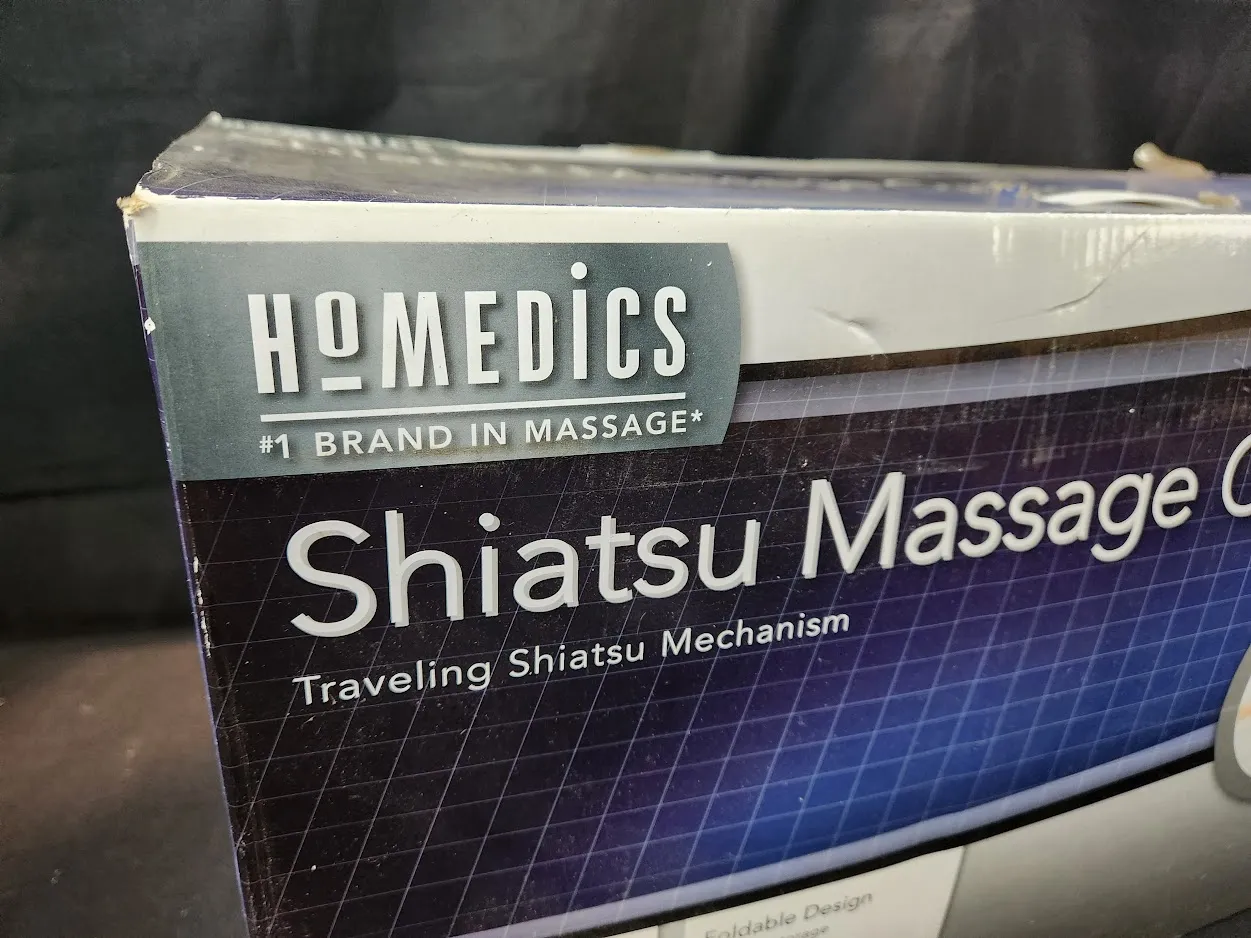 HoMEDiCS
#1 BRAND IN MASSAGE*
Shiatsu Massage
Traveling Shiatsu Mechanism
Foldable Design